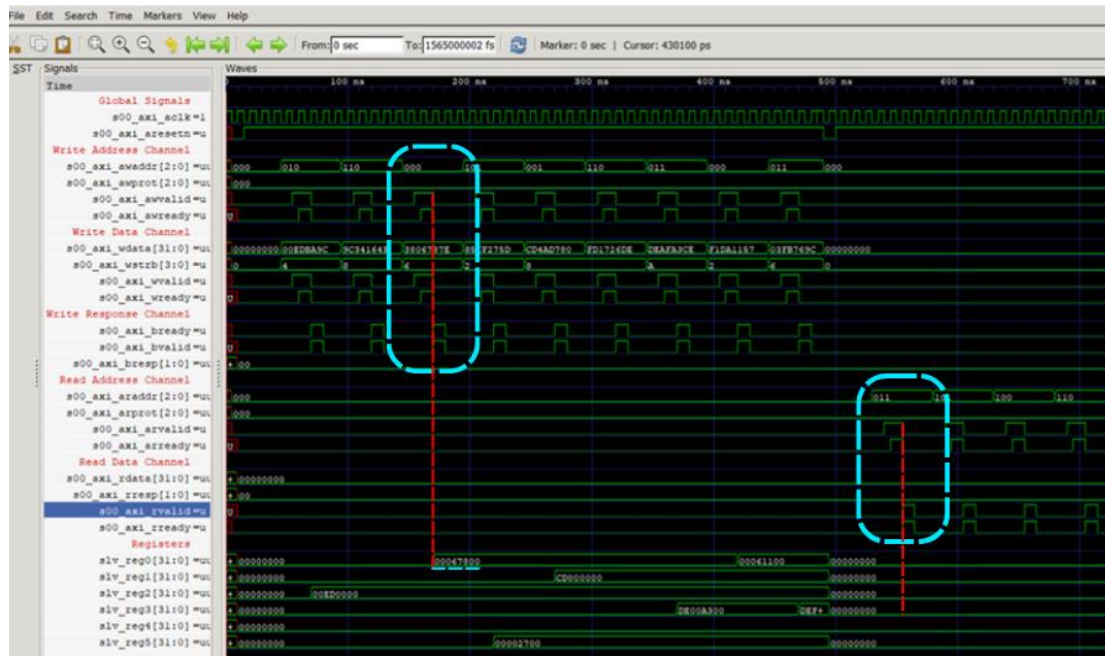 File Edit Search Time Markers View Help
From: 0 sec To: 1565000002 fs Marker: 0 sec | Cursor: 430100 ps
SST Signals Waves
Time 100 ns 200 ns 300 ns 400 ns 500 ns 600 ns 700 ns
Global Signals
s00_axi_aclk=1
s00_axi_aresetn=u
Write Address Channel
s00_axi_awaddr[2:0]=uu 000 010 110 000 101 001 110 011 000 011 000
s00_axi_awprot[2:0]=uu 000
s00_axi_awvalid=u
s00_axi_awready=u U
Write Data Channel
s00_axi_wdata[31:0]=uu 00000000 00EDBA9C CD4AD780 FD1726DE DEAFA3CE F1DA1157 00000000
s00_axi_wstrb[3:0]=uu 0 4 8 6 2 8 A 2 0
s00_axi_wvalid=u
s00_axi_wready=u U
Write Response Channel
s00_axi_bready=u
s00_axi_bvalid=u
s00_axi_bresp[1:0]=uu + 00
Read Address Channel
s00_axi_araddr[2:0]=uu 000 011 100 110
s00_axi_arprot[2:0]=uu 000
s00_axi_arvalid=u
s00_axi_arready=u U
Read Data Channel
s00_axi_rdata[31:0]=uu + 00000000
s00_axi_rresp[1:0]=uu + 00
s00_axi_rvalid=u U
s00_axi_rready=u
Registers
slv_reg0[31:0]=uu + 00000000 00067800 00061100 00000000
slv_reg1[31:0]=uu + 00000000 CD000000 00000000
slv_reg2[31:0]=uu + 00000000 00ED0000 00000000
slv_reg3[31:0]=uu + 00000000 DE00A300 DEF+ 00000000
slv_reg4[31:0]=uu + 00000000
slv_reg5[31:0]=uu + 00000000 00002700 00000000